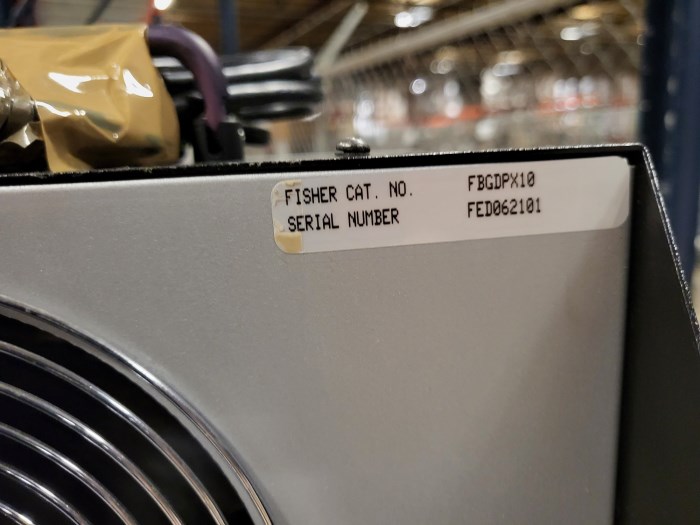 FISHER CAT. NO. FBGDPX10
SERIAL NUMBER FED062101